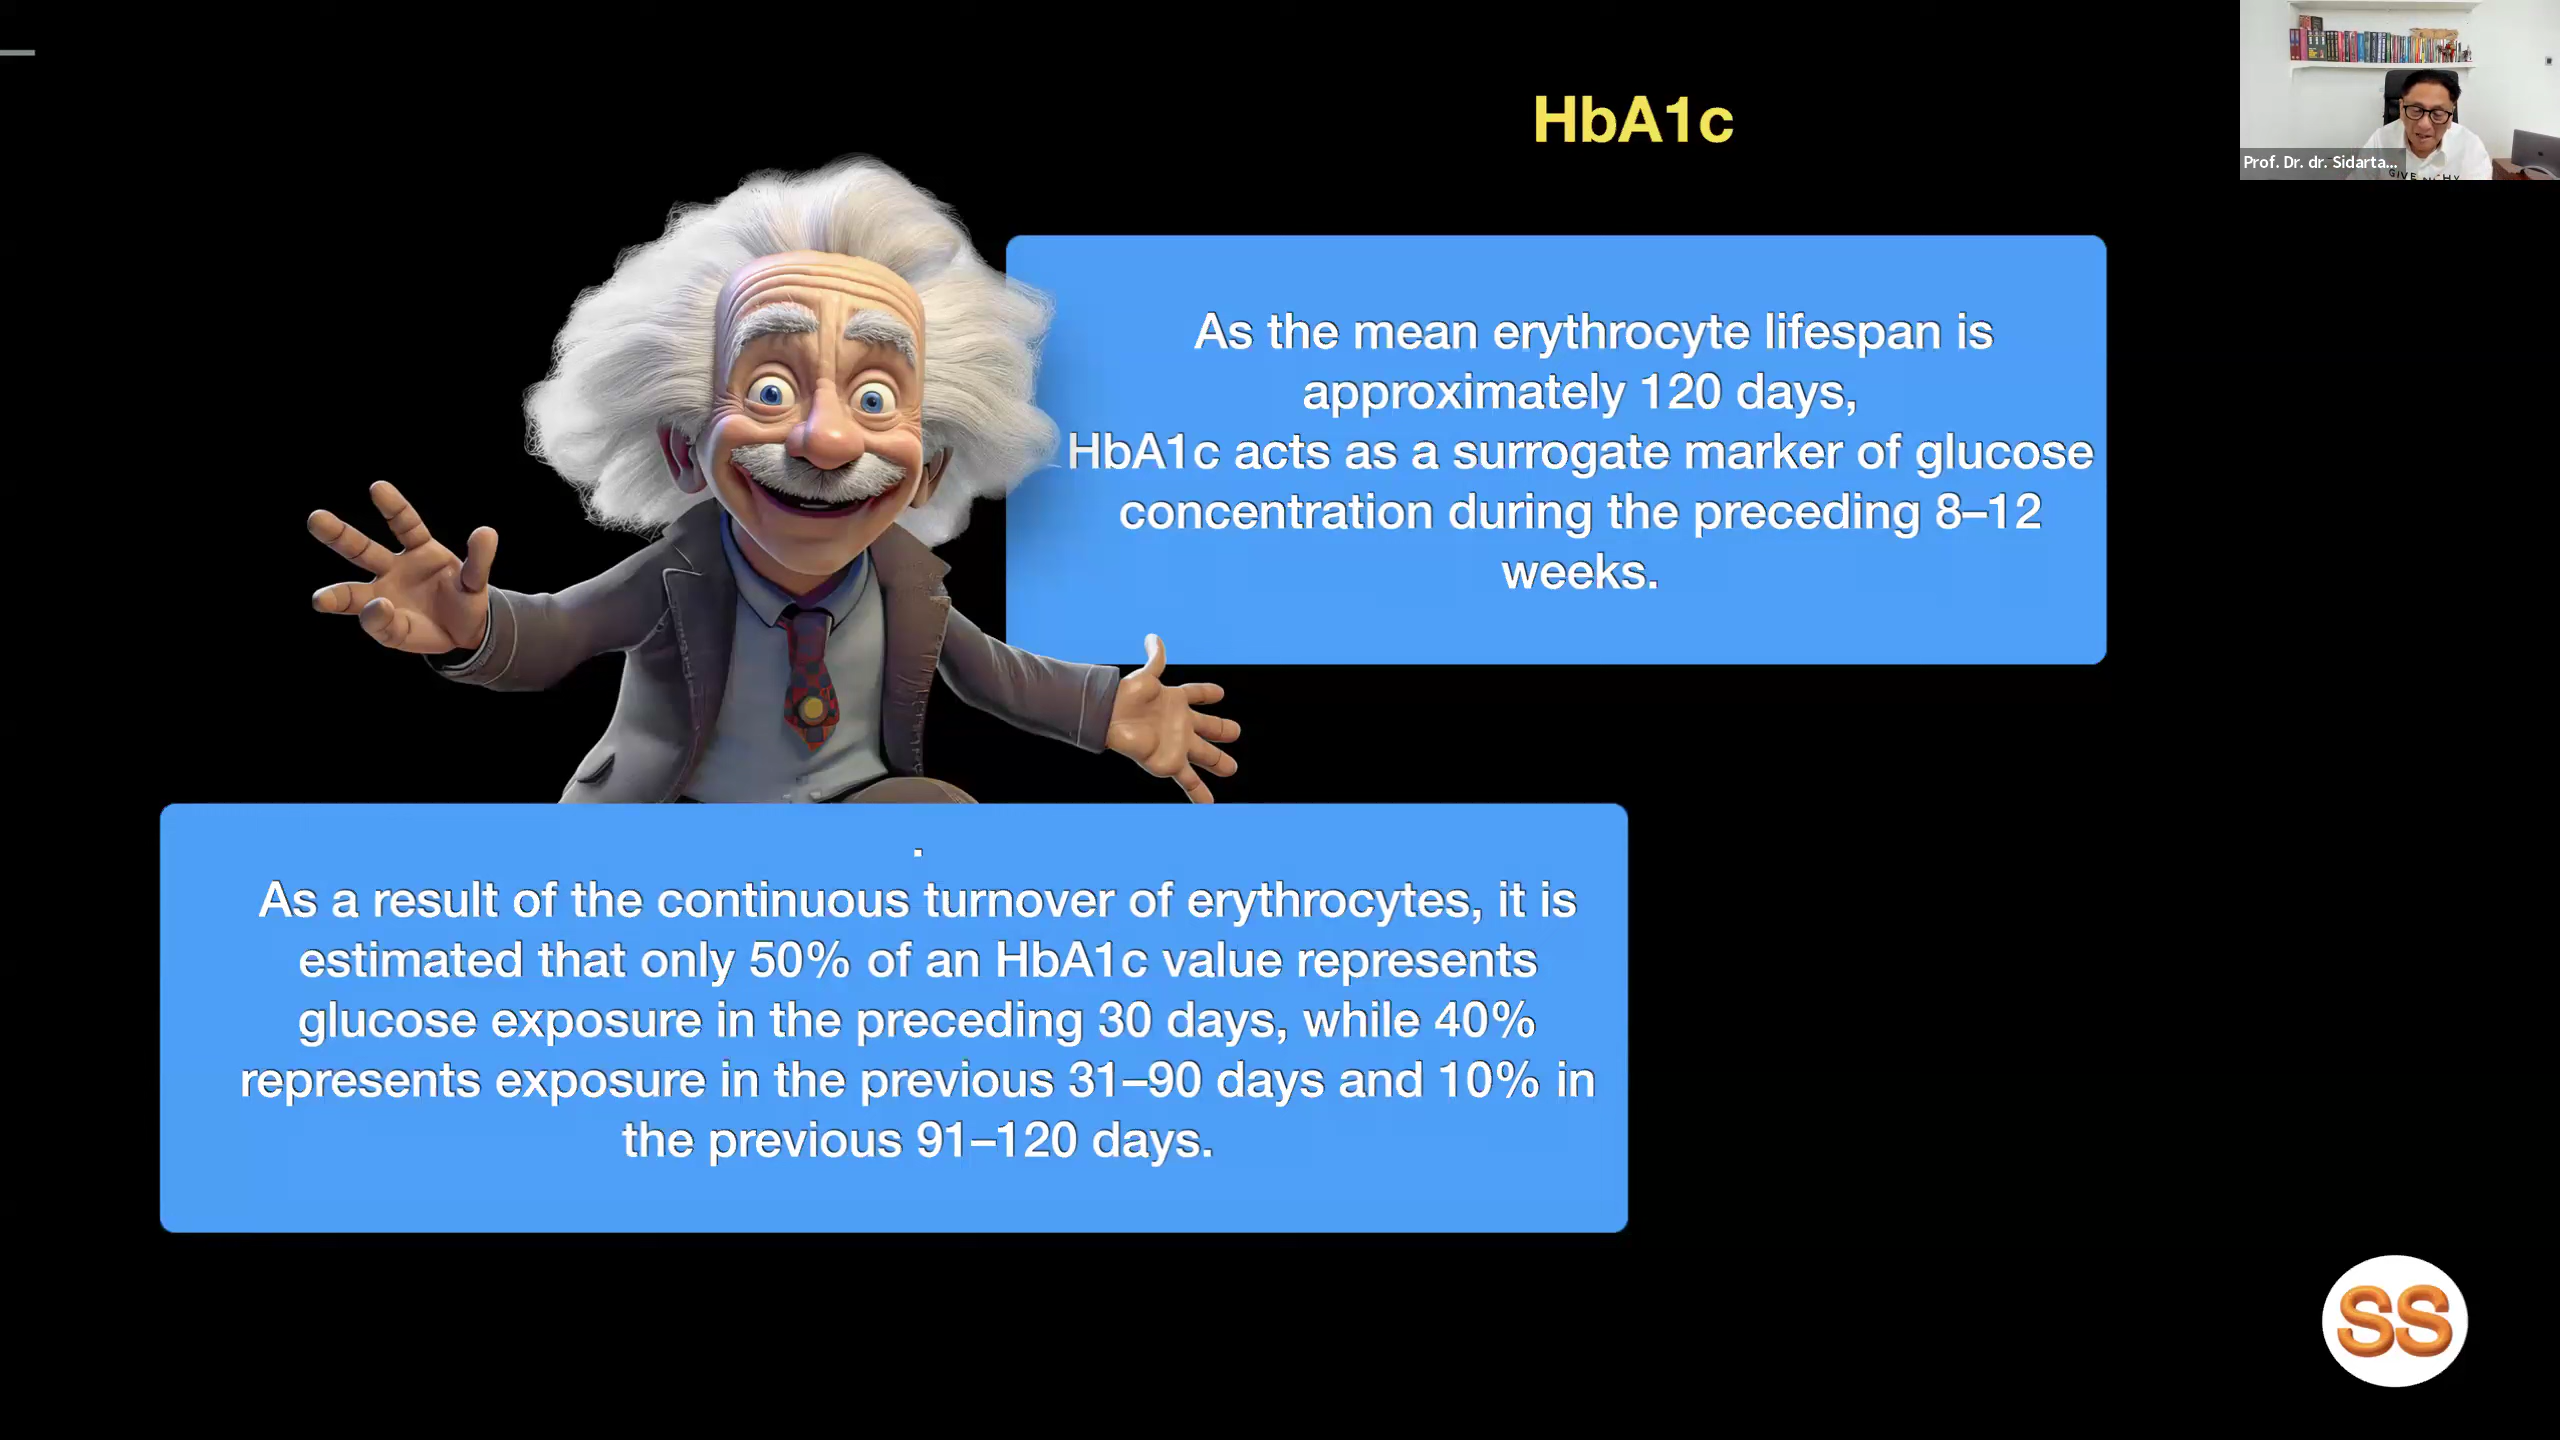 HbA1c
As the mean erythrocyte lifespan is
approximately 120 days,
HbA1c acts as a surrogate marker of glucose
concentration during the preceding 8–12
weeks.
.
As a result of the continuous turnover of erythrocytes, it is
estimated that only 50% of an HbA1c value represents
glucose exposure in the preceding 30 days, while 40%
represents exposure in the previous 31–90 days and 10% in
the previous 91–120 days.
Prof. Dr. dr. Sidarta...
SS